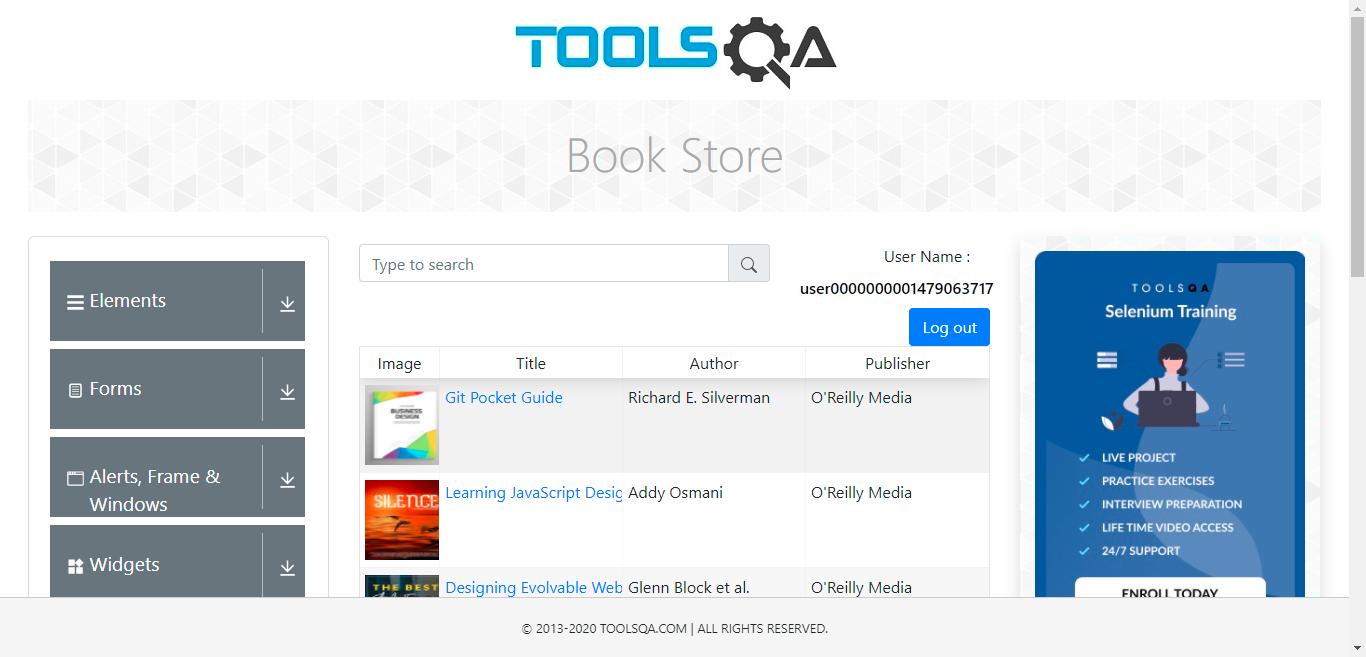 TOOLSQA
Book Store
Elements
Forms
Alerts, Frame &
Windows
Widgets
Type to search
User Name :
user0000000001479063717
Log out
Image Title Author Publisher
BUSINESS
DESIGN
Git Pocket Guide Richard E. Silverman O'Reilly Media
SILENCE
Learning JavaScript Desig Addy Osmani O'Reilly Media
THE BEST
Designing Evolvable Web Glenn Block et al. O'Reilly Media
TOOLSQA
Selenium Training
LIVE PROJECT
PRACTICE EXERCISES
INTERVIEW PREPARATION
LIFE TIME VIDEO ACCESS
24/7 SUPPORT
ENROLL TODAY
© 2013-2020 TOOLSQA.COM | ALL RIGHTS RESERVED.